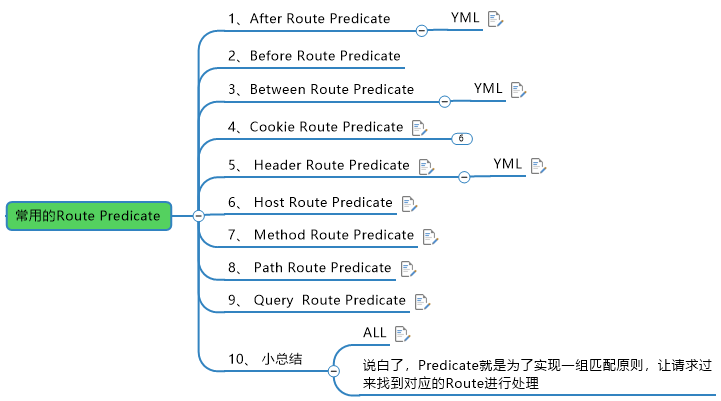 1、After Route Predicate
YML
2、Before Route Predicate
3、Between Route Predicate
YML
4、Cookie Route Predicate
6
5、 Header Route Predicate
YML
常用的Route Predicate
6、 Host Route Predicate
7、 Method Route Predicate
8、 Path Route Predicate
9、 Query  Route Predicate
10、 小总结
ALL
说白了，Predicate就是为了实现一组匹配原则，让请求过
来找到对应的Route进行处理